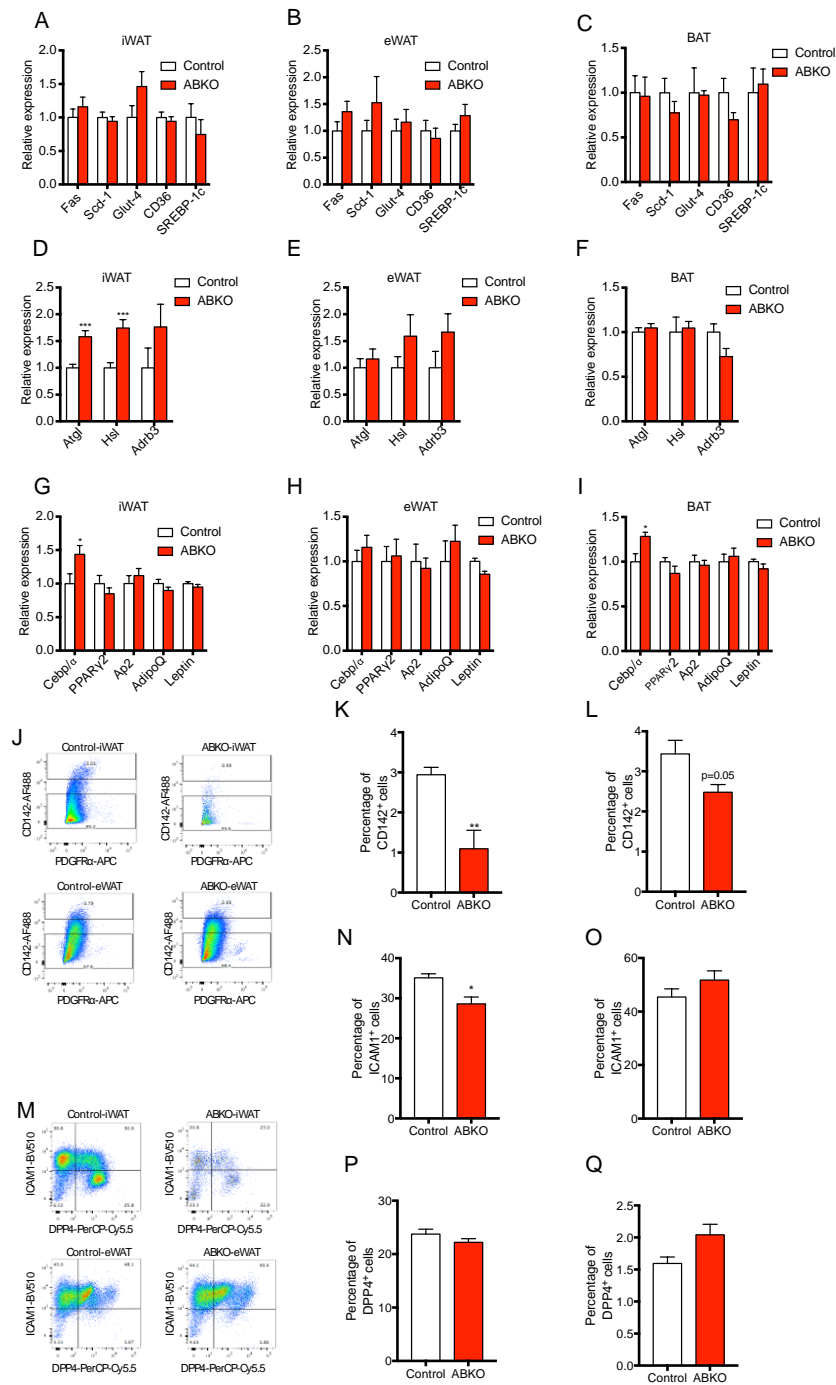 A
iWAT
Relative expression
2.0
1.5
1.0
0.5
0.0
Control
ABKO
Fas
Scd-1
Glut-4
CD36
SREBP-1c
B
eWAT
Relative expression
2.5
2.0
1.5
1.0
0.5
0.0
Control
ABKO
Fas
Scd-1
Glut-4
CD36
SREBP-1c
C
BAT
Relative expression
1.5
1.0
0.5
0.0
Control
ABKO
Fas
Scd-1
Glut-4
CD36
SREBP-1c
D
iWAT
Relative expression
2.5
2.0
1.5
1.0
0.5
0.0
*** ***
Control
ABKO
Atgl
Hsl
Adrb3
E
eWAT
Relative expression
2.5
2.0
1.5
1.0
0.5
0.0
Control
ABKO
Atgl
Hsl
Adrb3
F
BAT
Relative expression
2.0
1.5
1.0
0.5
0.0
Control
ABKO
Atgl
Hsl
Adrb3
G
iWAT
Relative expression
2.0
1.5
1.0
0.5
0.0
*
Control
ABKO
Cebp/α
PPARγ2
Ap2
AdipoQ
Leptin
H
eWAT
Relative expression
1.5
1.0
0.5
0.0
Control
ABKO
Cebp/α
PPARγ2
Ap2
AdipoQ
Leptin
I
BAT
Relative expression
1.5
1.0
0.5
0.0
*
Control
ABKO
Cebp/α
PPARγ2
Ap2
AdipoQ
Leptin
J
Control-iWAT
CD142-AF488
PDGFRα-APC
ABKO-iWAT
CD142-AF488
PDGFRα-APC
Control-eWAT
CD142-AF488
PDGFRα-APC
ABKO-eWAT
CD142-AF488
PDGFRα-APC
K
Percentage of
CD142+ cells
4
3
2
1
0
**
Control ABKO
L
Percentage of
CD142+ cells
4
3
2
1
0
p=0.05
Control ABKO
M
Control-iWAT
ICAM1-BV510
DPP4-PerCP-Cy5.5
ABKO-iWAT
ICAM1-BV510
DPP4-PerCP-Cy5.5
Control-eWAT
ICAM1-BV510
DPP4-PerCP-Cy5.5
ABKO-eWAT
ICAM1-BV510
DPP4-PerCP-Cy5.5
N
Percentage of
ICAM1+ cells
40
30
20
10
0
*
Control ABKO
O
Percentage of
ICAM1+ cells
60
40
20
0
Control ABKO
P
Percentage of
DPP4+ cells
30
20
10
0
Control ABKO
Q
Percentage of
DPP4+ cells
2.5
2.0
1.5
1.0
0.5
0.0
Control ABKO